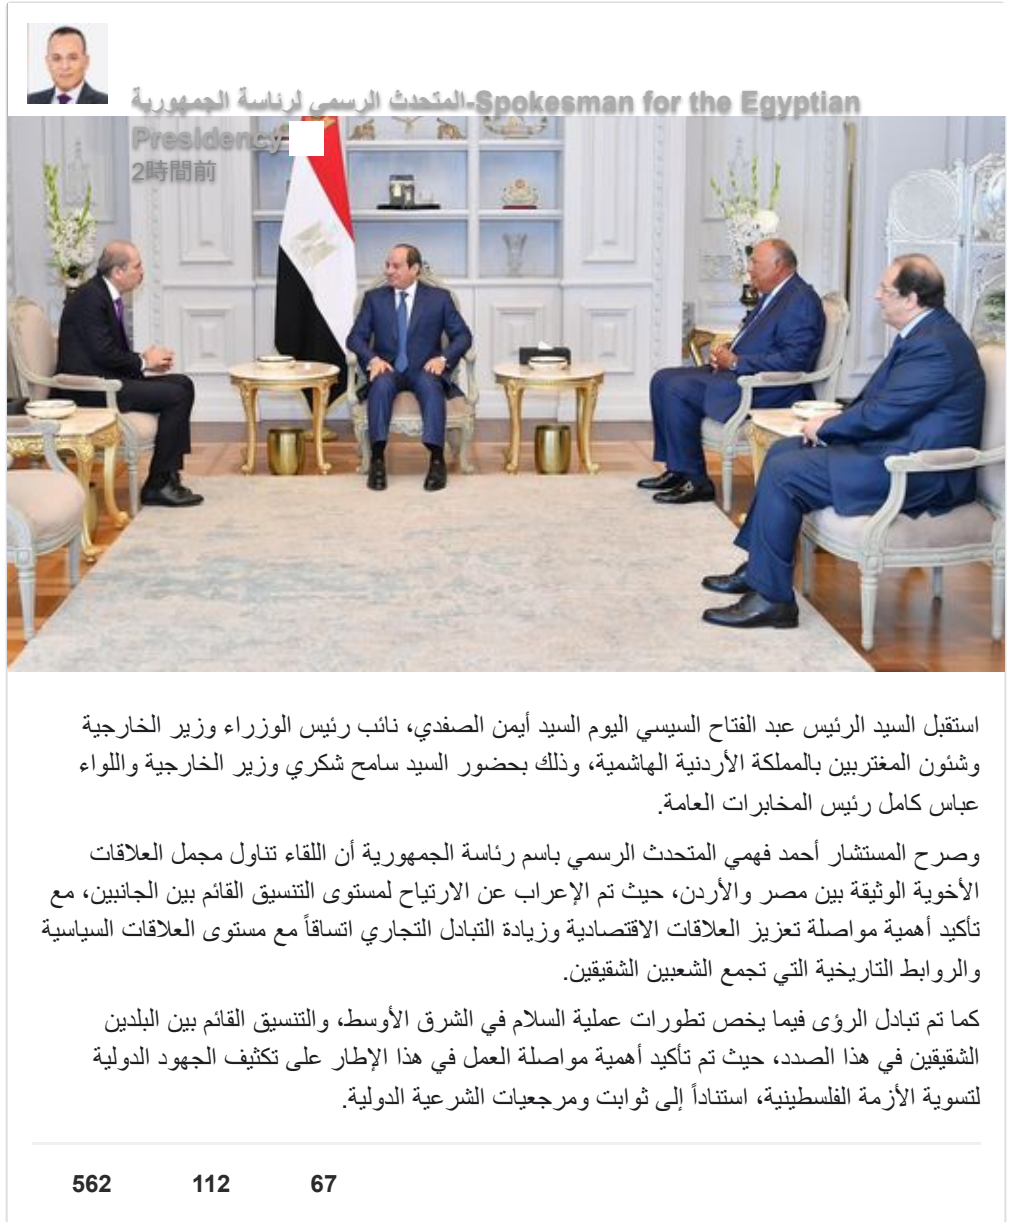 المتحدث الرسمي لرئاسة الجمهورية-Spokesman for the Egyptian
Presidency
2時間前
استقبل السيد الرئيس عبد الفتاح السيسي اليوم السيد أيمن الصفدي، نائب رئيس الوزراء وزير الخارجية
وشئون المغتربين بالمملكة الأردنية الهاشمية، وذلك بحضور السيد سامح شكري وزير الخارجية واللواء
عباس كامل رئيس المخابرات العامة.
وصرح المستشار أحمد فهمي المتحدث الرسمي باسم رئاسة الجمهورية أن اللقاء تناول مجمل العلاقات
الأخوية الوثيقة بين مصر والأردن، حيث تم الإعراب عن الارتياح لمستوى التنسيق القائم بين الجانبين، مع
تأكيد أهمية مواصلة تعزيز العلاقات الاقتصادية وزيادة التبادل التجاري اتساقاً مع مستوى العلاقات السياسية
والروابط التاريخية التي تجمع الشعبين الشقيقين.
كما تم تبادل الرؤى فيما يخص تطورات عملية السلام في الشرق الأوسط، والتنسيق القائم بين البلدين
الشقيقين في هذا الصدد، حيث تم تأكيد أهمية مواصلة العمل في هذا الإطار على تكثيف الجهود الدولية
لتسوية الأزمة الفلسطينية، استناداً إلى ثوابت ومرجعيات الشرعية الدولية.
562 112 67